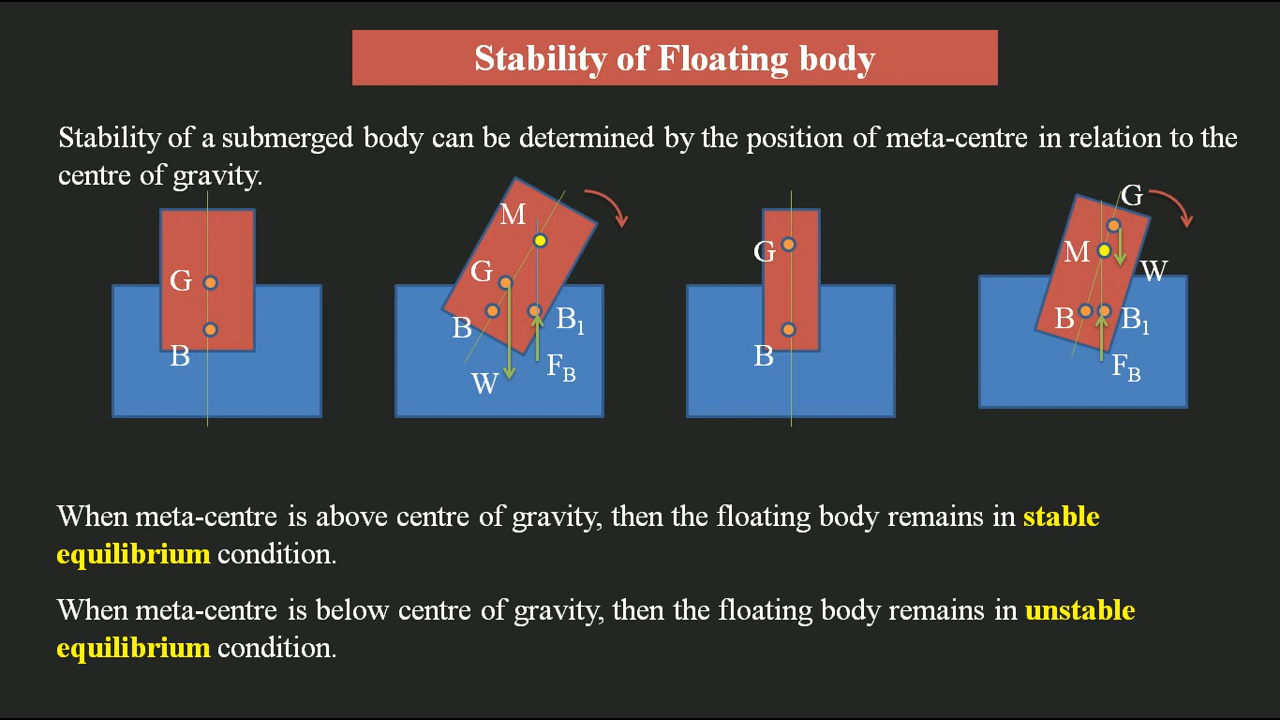 Stability of Floating body
Stability of a submerged body can be determined by the position of meta-centre in relation to the
centre of gravity.
G
B
M
G
B
B₁
W
F_B
G
B
G
M
W
B
B₁
F_B
When meta-centre is above centre of gravity, then the floating body remains in stable
equilibrium condition.
When meta-centre is below centre of gravity, then the floating body remains in unstable
equilibrium condition.